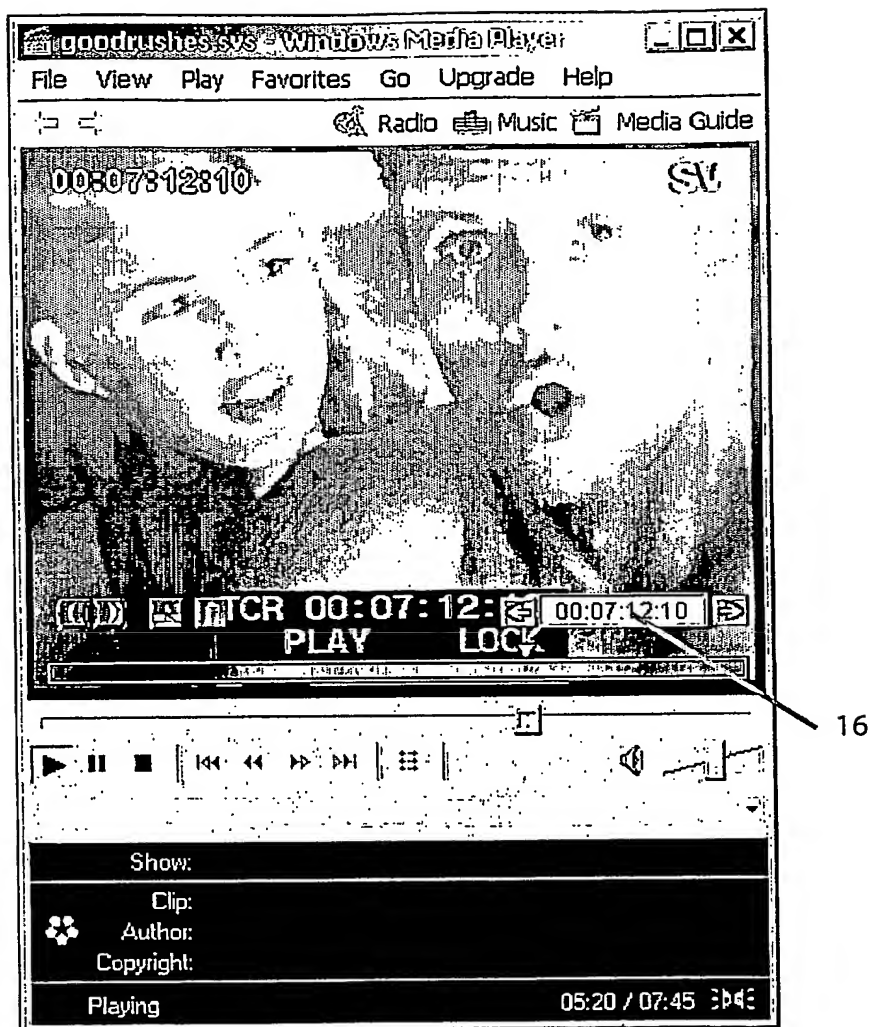 goodrushes.svs - Windows Media Player
File View Play Favorites Go Upgrade Help
Radio Music Media Guide
00:07:12:10 SV
TCR 00:07:12: 00:07:12:10
PLAY LOCK
16
Show:
Clip:
Author:
Copyright:
Playing 05:20 / 07:45